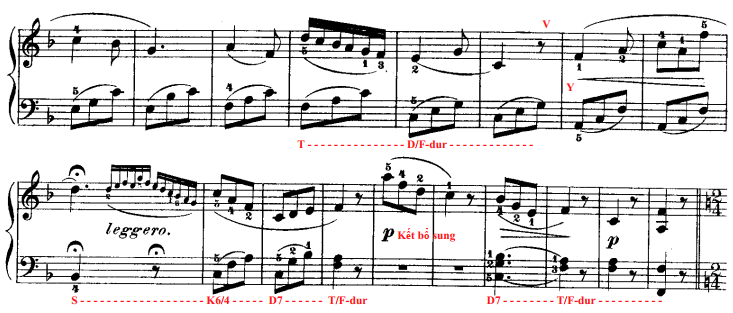 V
Y
T D/F-dur
leggero.
p Kết bổ sung p
S K6/4 D7 T/F-dur D7 T/F-dur